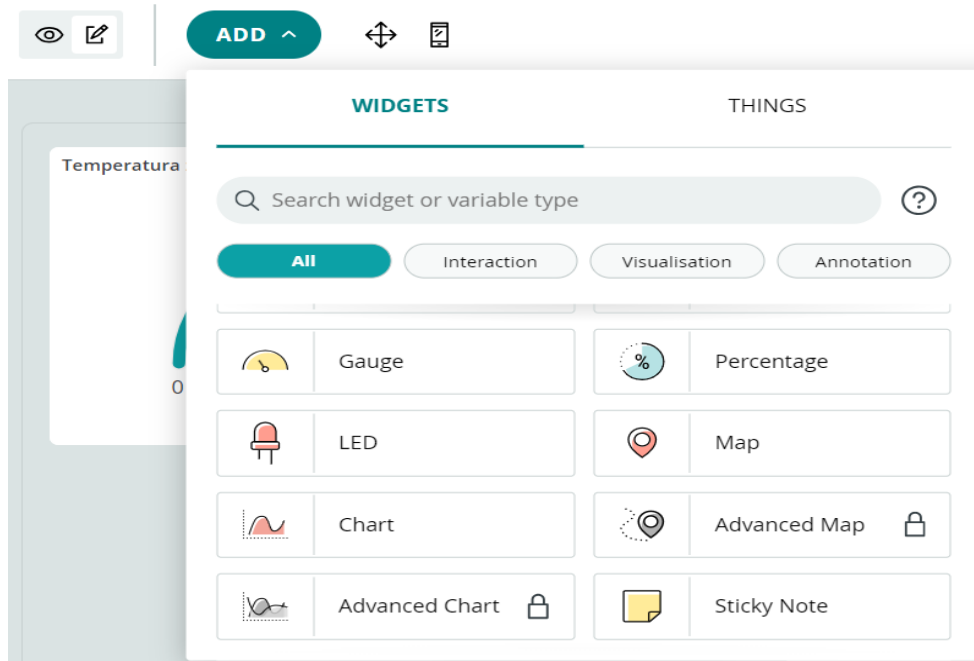 ADD
WIDGETS THINGS
Temperatura
Search widget or variable type
All Interaction Visualisation Annotation
0
Gauge Percentage
%
LED Map
Chart Advanced Map
Advanced Chart Sticky Note